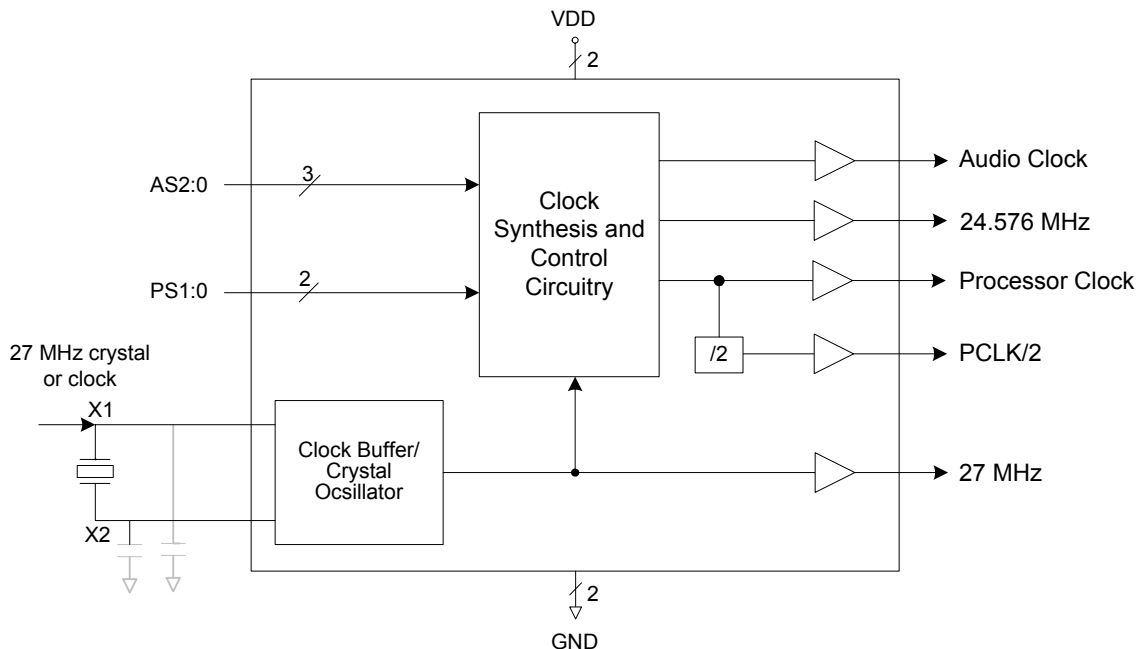 VDD
2
AS2:0
3
PS1:0
2
Clock
Synthesis and
Control
Circuitry
Audio Clock
24.576 MHz
Processor Clock
/2
PCLK/2
27 MHz crystal
or clock
X1
X2
Clock Buffer/
Crystal
Ocsillator
27 MHz
2
GND